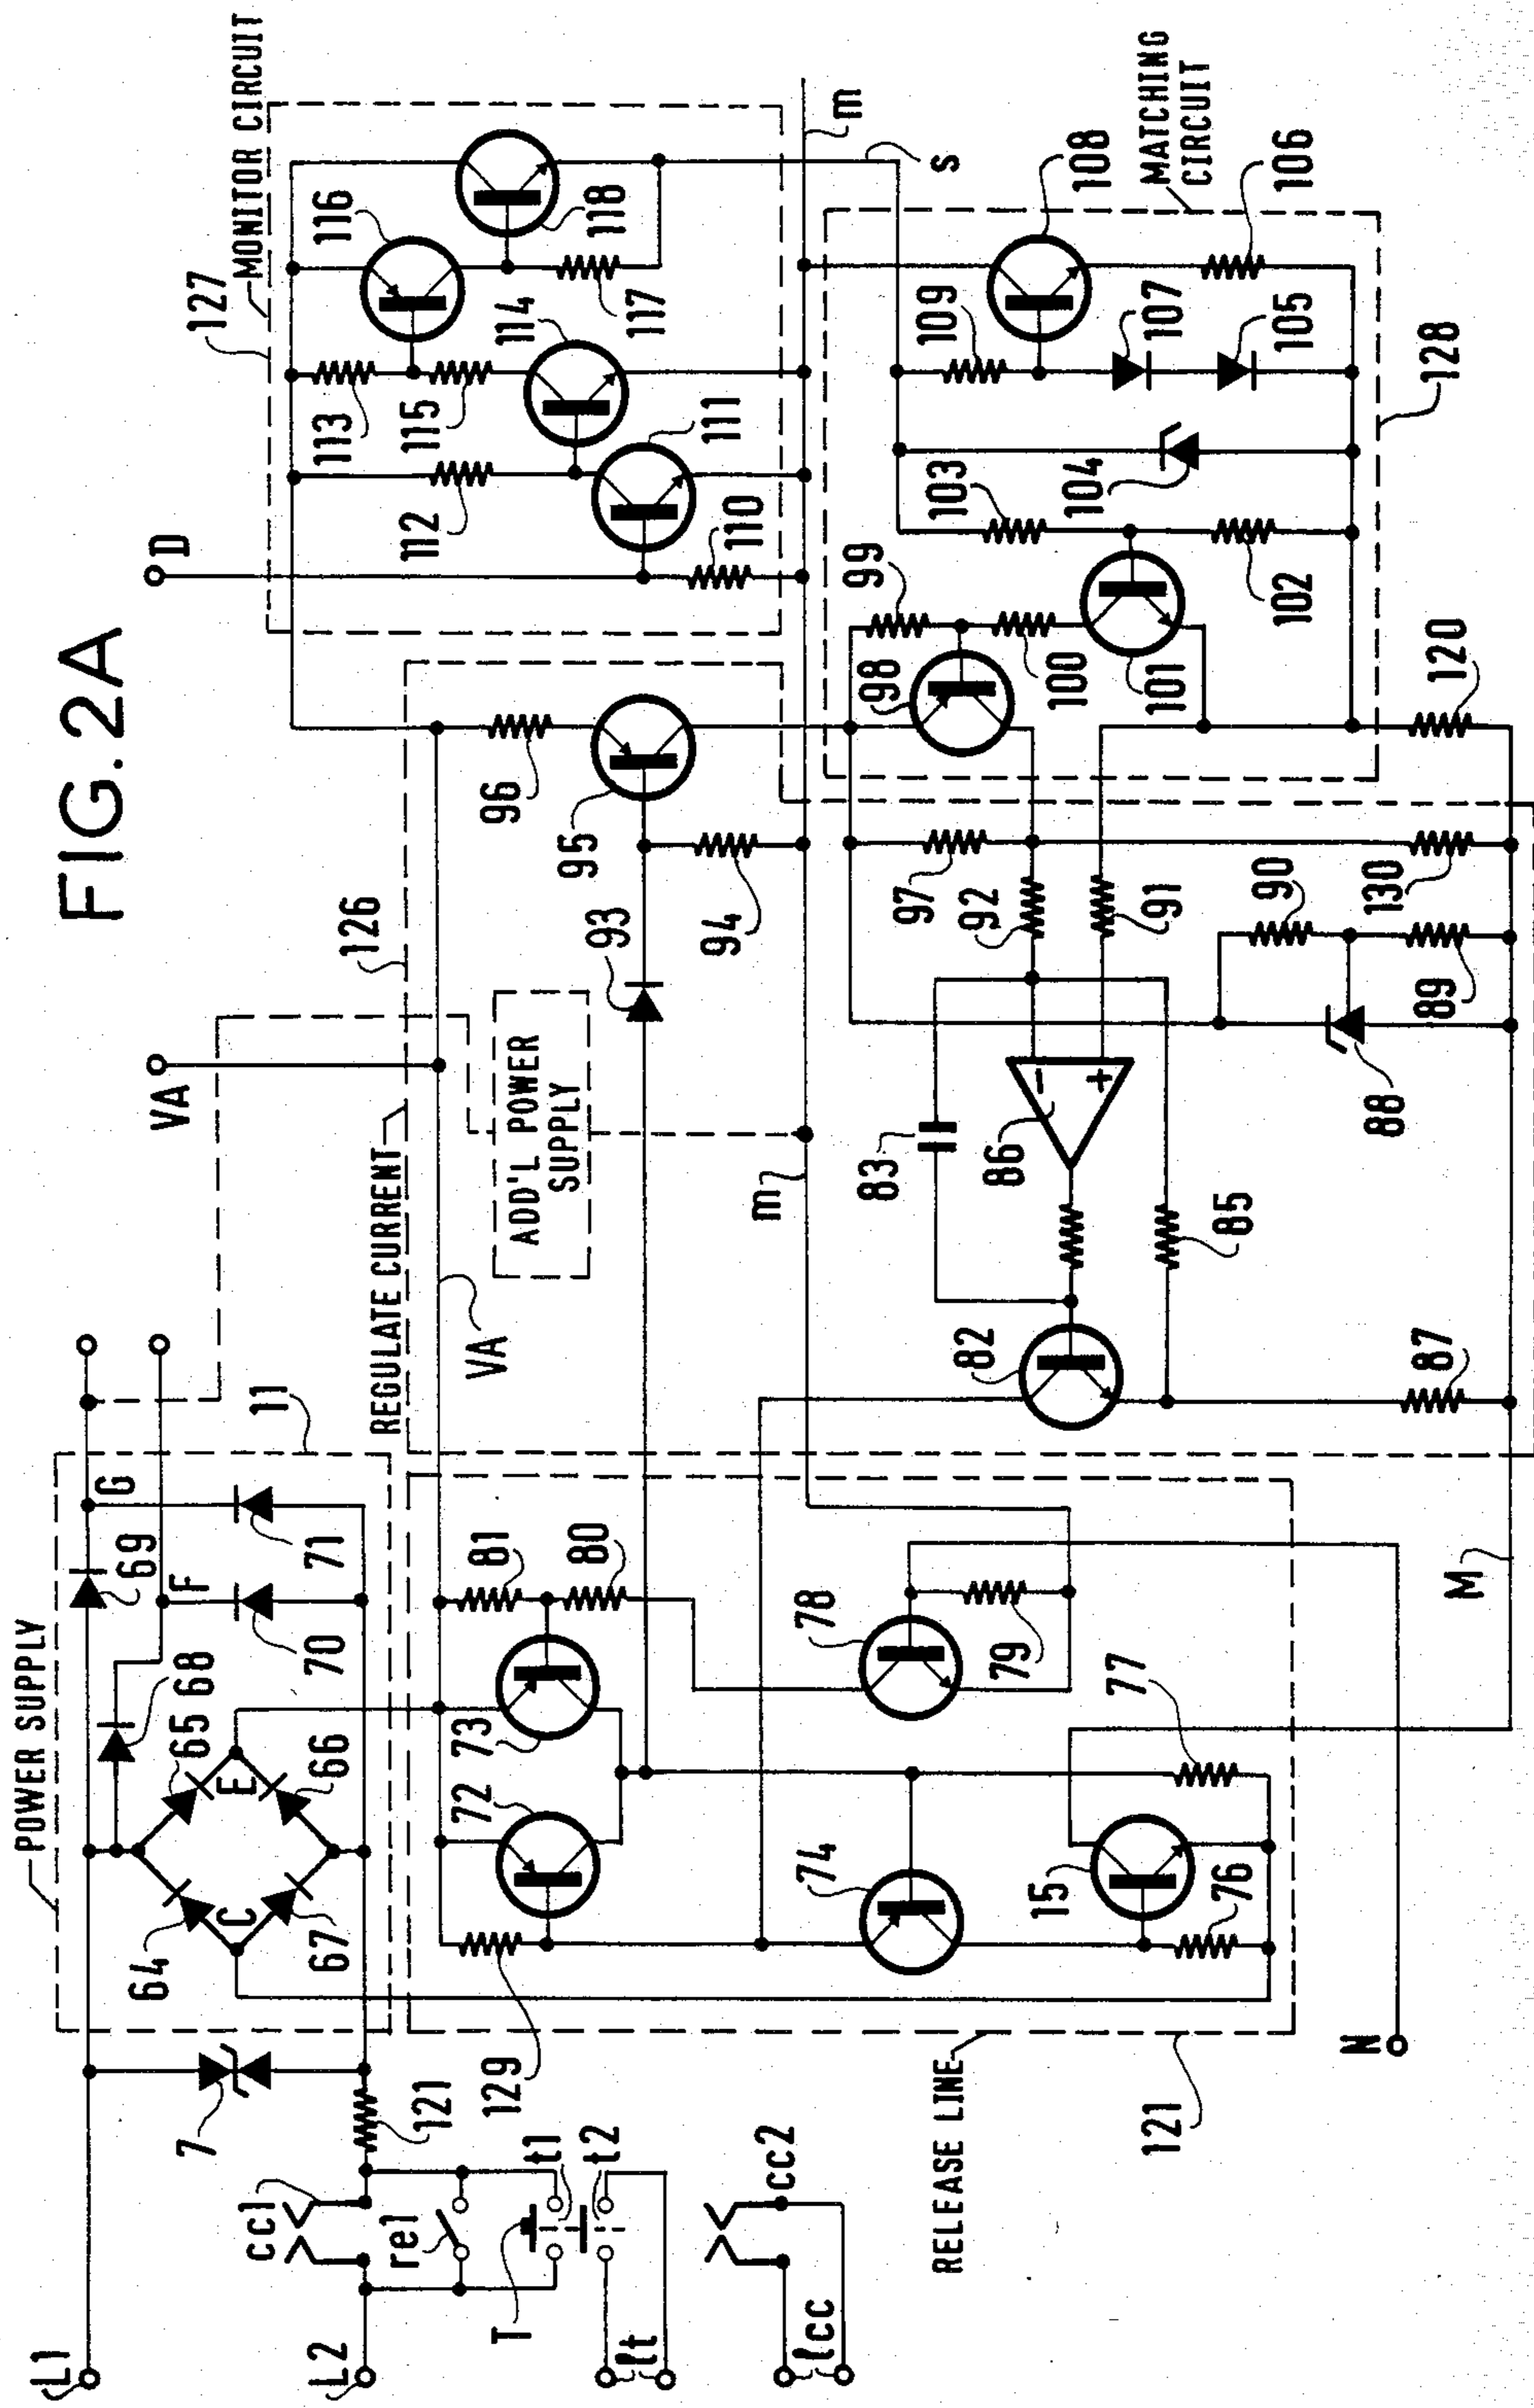 FIG.2A
L1
L2
cc1
re1
T
t1
t2
lt
cc2
lcc
7
121
POWER SUPPLY
11
64
65
66
67
68
69
70
71
C
E
F
G
VA
RELEASE LINE
121
129
72
73
74
15
76
77
78
79
80
81
N
M
REGULATE CURRENT
126
VA
ADD'L POWER
SUPPLY
m
82
83
85
86
−
+
87
88
89
90
91
92
93
94
95
96
97
130
120
D
127
MONITOR CIRCUIT
110
111
112
113
114
115
116
117
118
m
s
MATCHING
CIRCUIT
128
98
99
100
101
102
103
104
105
106
107
108
109